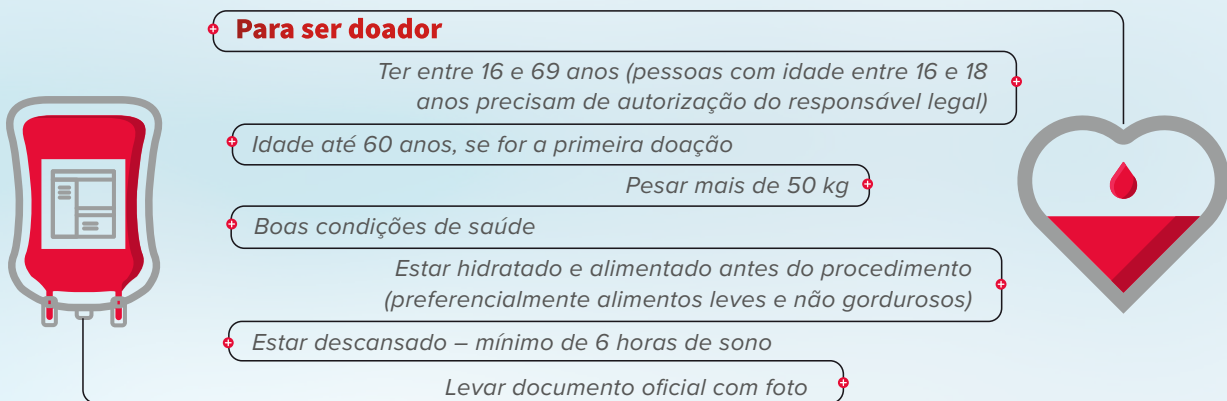 Para ser doador
Ter entre 16 e 69 anos (pessoas com idade entre 16 e 18
anos precisam de autorização do responsável legal)
Idade até 60 anos, se for a primeira doação
Pesar mais de 50 kg
Boas condições de saúde
Estar hidratado e alimentado antes do procedimento
(preferencialmente alimentos leves e não gordurosos)
Estar descansado – mínimo de 6 horas de sono
Levar documento oficial com foto